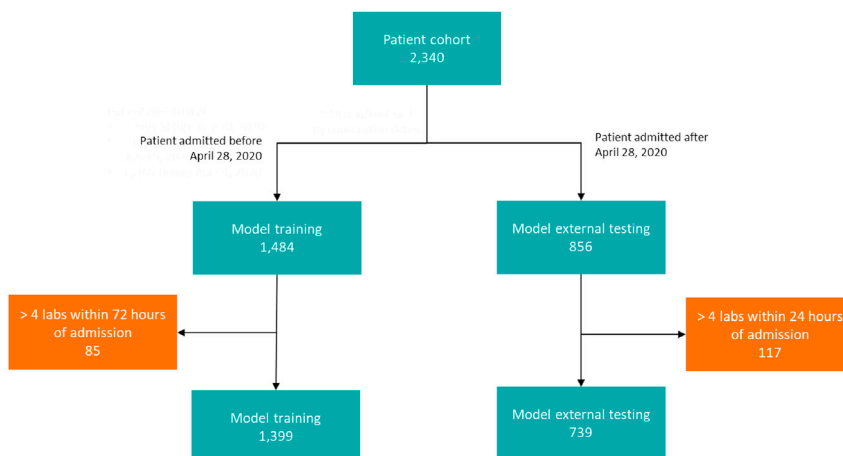 Patient cohort
2,340
Patient admitted before
April 28, 2020
Patient admitted after
April 28, 2020
Model training
1,484
Model external testing
856
> 4 labs within 72 hours
of admission
85
> 4 labs within 24 hours
of admission
117
Model training
1,399
Model external testing
739